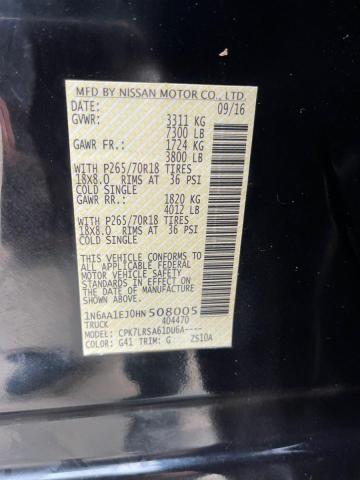 MFD BY NISSAN MOTOR CO., LTD.
DATE: 09/16
GVWR: 3311 KG
7300 LB
GAWR FR.: 1724 KG
3800 LB
WITH P265/70R18 TIRES
18X8.0 RIMS AT 36 PSI
COLD SINGLE
GAWR RR.: 1820 KG
4012 LB
WITH P265/70R18 TIRES
18X8.0 RIMS AT 36 PSI
COLD SINGLE
THIS VEHICLE CONFORMS TO ALL
APPLICABLE FEDERAL MOTOR VEHICLE
SAFETY STANDARDS IN EFFECT ON
THE DATE OF MANUFACTURE SHOWN
ABOVE.
1N6AA1EJ0HN508005
TRUCK 404470
MODEL: CPK7LRSA61DU6A----
COLOR: G41 TRIM: G ZS10A